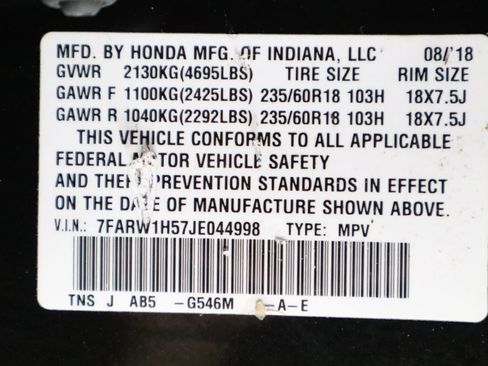 MFD. BY HONDA MFG. OF INDIANA, LLC 08/'18
GVWR 2130KG(4695LBS) TIRE SIZE RIM SIZE
GAWR F 1100KG(2425LBS) 235/60R18 103H 18X7.5J
GAWR R 1040KG(2292LBS) 235/60R18 103H 18X7.5J
THIS VEHICLE CONFORMS TO ALL APPLICABLE
FEDERAL MOTOR VEHICLE SAFETY
AND THEFT PREVENTION STANDARDS IN EFFECT
ON THE DATE OF MANUFACTURE SHOWN ABOVE.
V.I.N.: 7FARW1H57JE044998 TYPE: MPV
TNS J AB5 -G546M -A-E